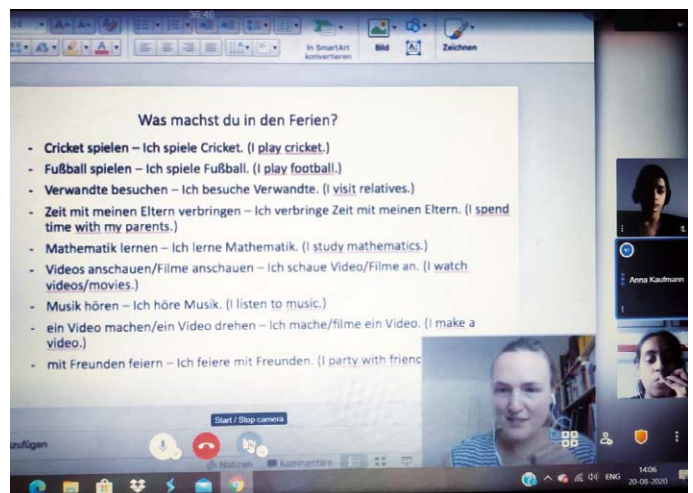 36:46
In SmartArt
konvertieren
Bild
Zeichnen
Was machst du in den Ferien?
- Cricket spielen – Ich spiele Cricket. (I play cricket.)
- Fußball spielen – Ich spiele Fußball. (I play football.)
- Verwandte besuchen – Ich besuche Verwandte. (I visit relatives.)
- Zeit mit meinen Eltern verbringen – Ich verbringe Zeit mit meinen Eltern. (I spend
time with my parents.)
- Mathematik lernen – Ich lerne Mathematik. (I study mathematics.)
- Videos anschauen/Filme anschauen – Ich schaue Video/Filme an. (I watch
videos/movies.)
- Musik hören – Ich höre Musik. (I listen to music.)
- ein Video machen/ein Video drehen – Ich mache/filme ein Video. (I make a
video.)
- mit Freunden feiern – Ich feiere mit Freunden. (I party with frienc
Anna Kaufmann
Start / Stop camera
zufügen
Notizen
Kommentare
ENG
14:06
20-08-2020